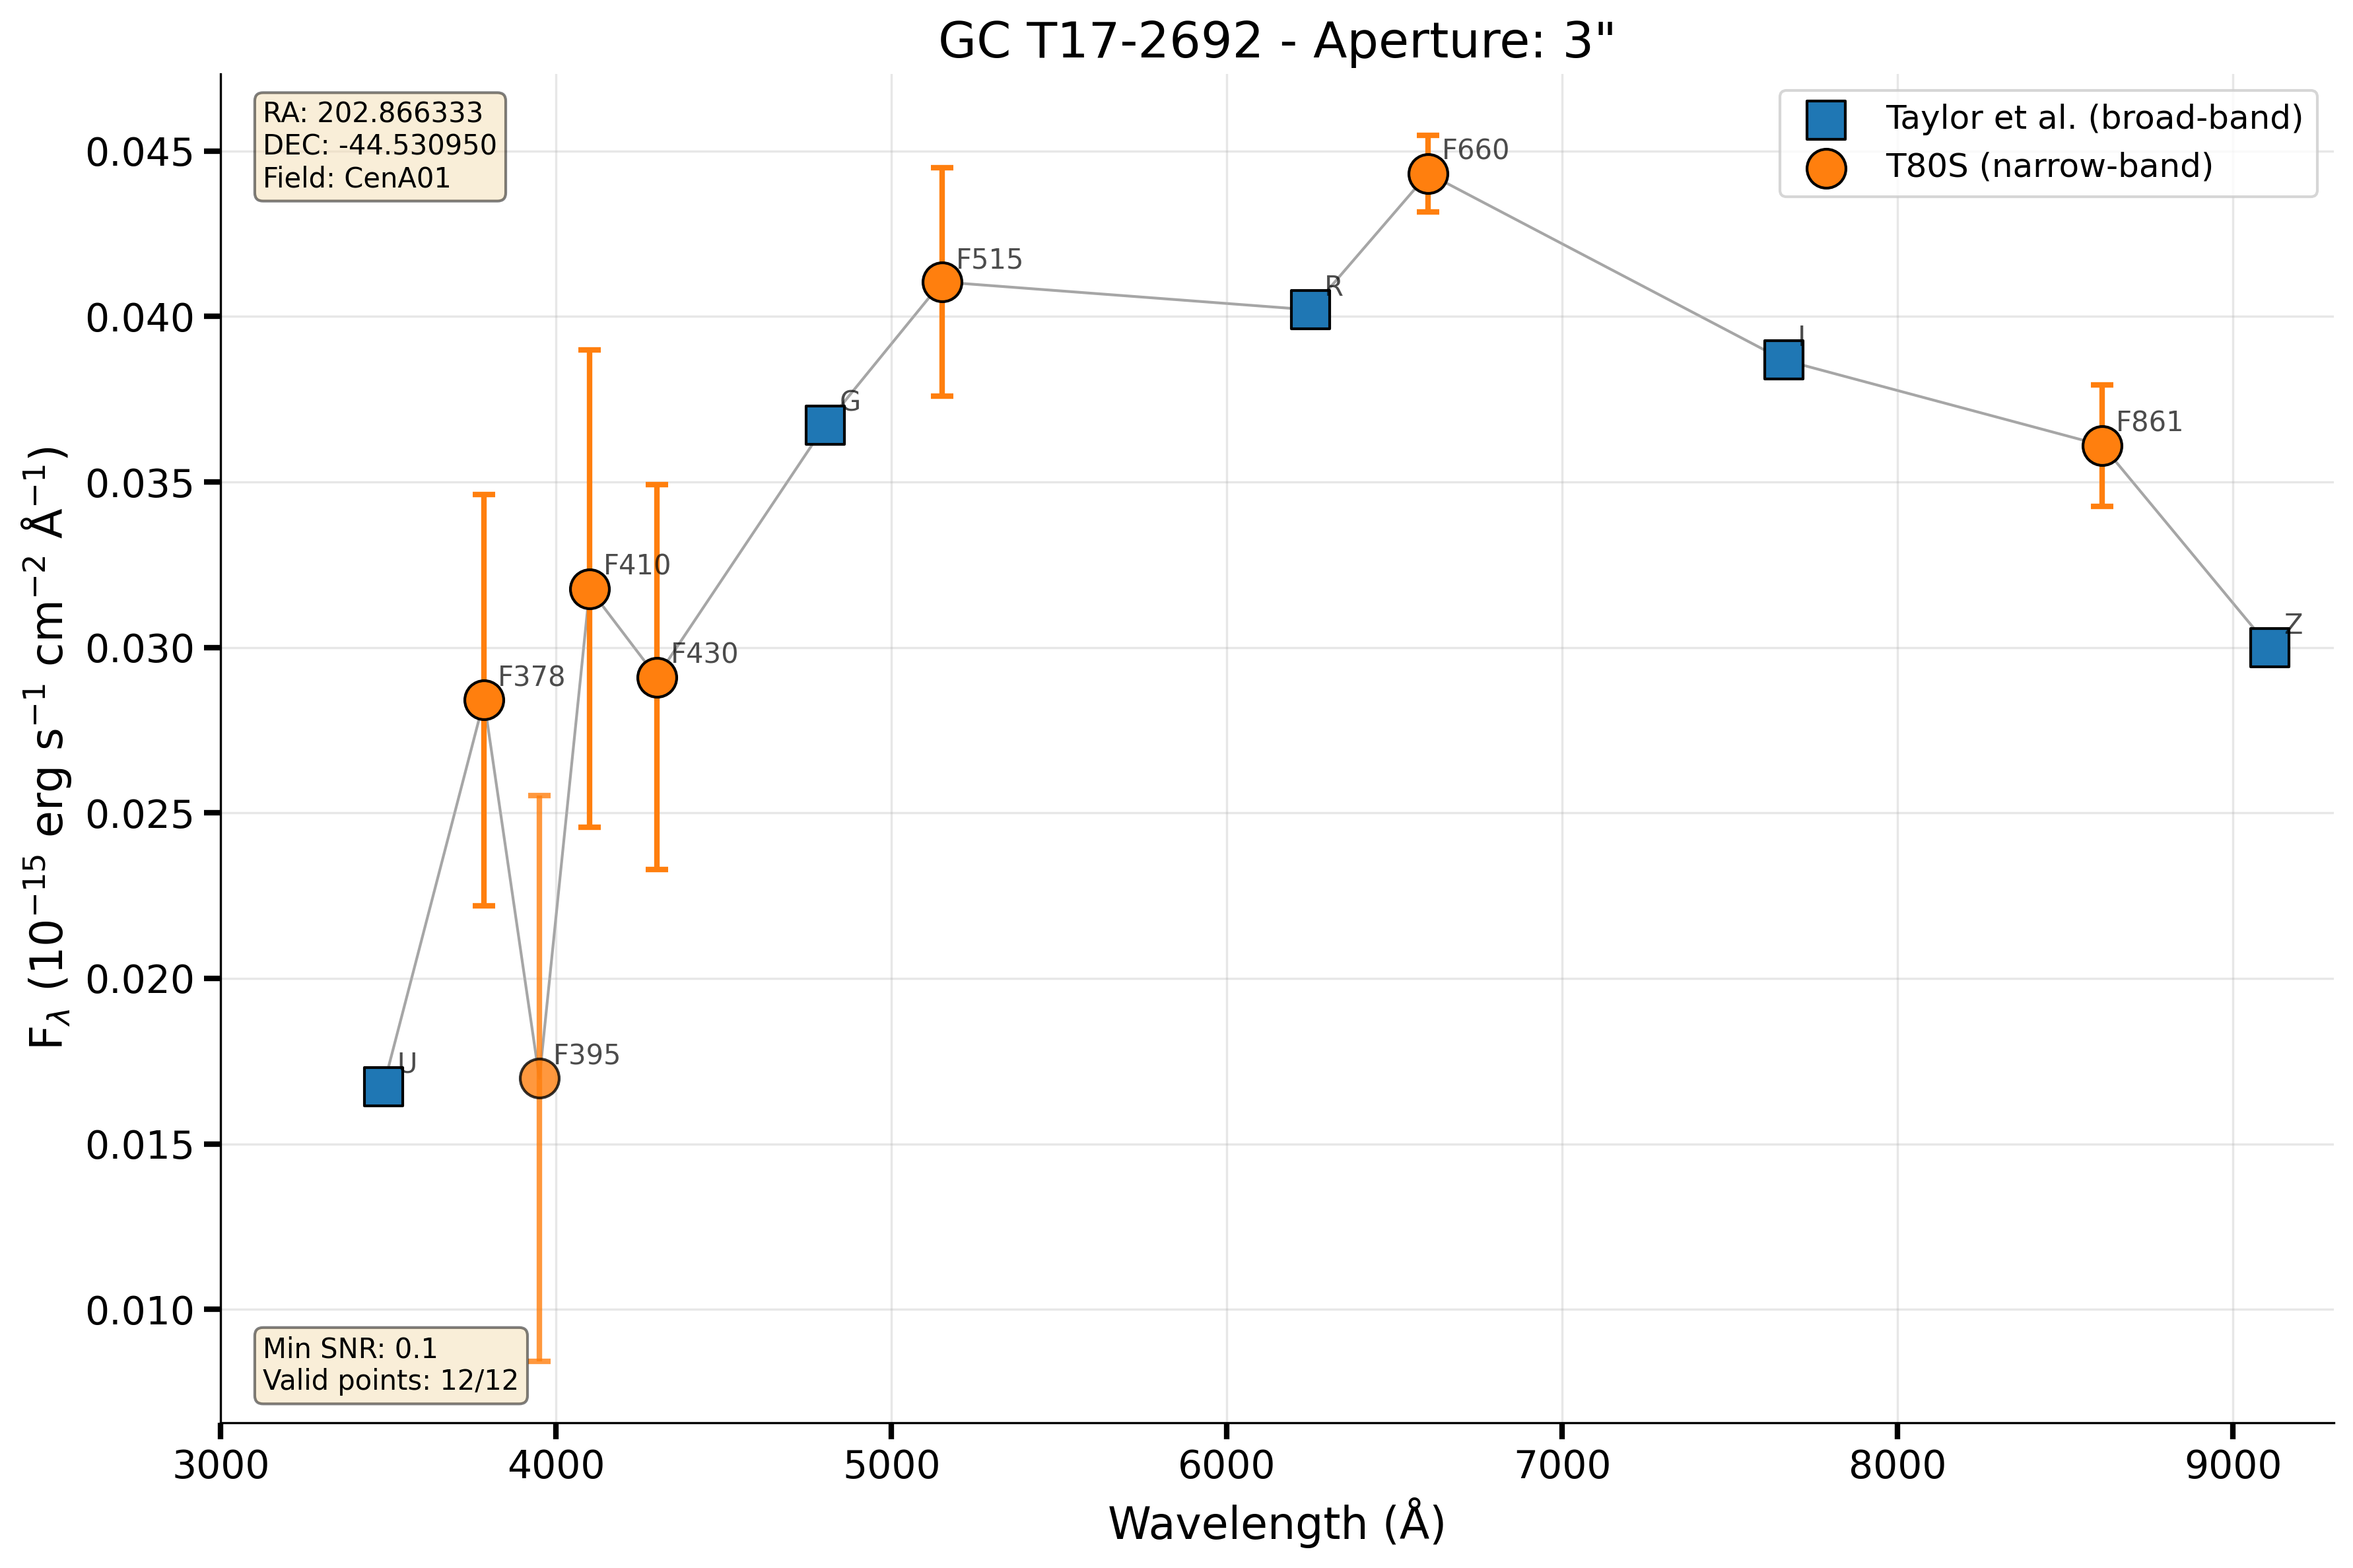 GC T17-2692 - Aperture: 3"
RA: 202.866333
DEC: -44.530950
Field: CenA01
Taylor et al. (broad-band)
T80S (narrow-band)
0.045
0.040
0.035
0.030
0.025
0.020
0.015
0.010
F_λ (10⁻¹⁵ erg s⁻¹ cm⁻² Å⁻¹)
U
F378
F395
F410
F430
G
F515
R
F660
I
F861
Z
Min SNR: 0.1
Valid points: 12/12
3000 4000 5000 6000 7000 8000 9000
Wavelength (Å)